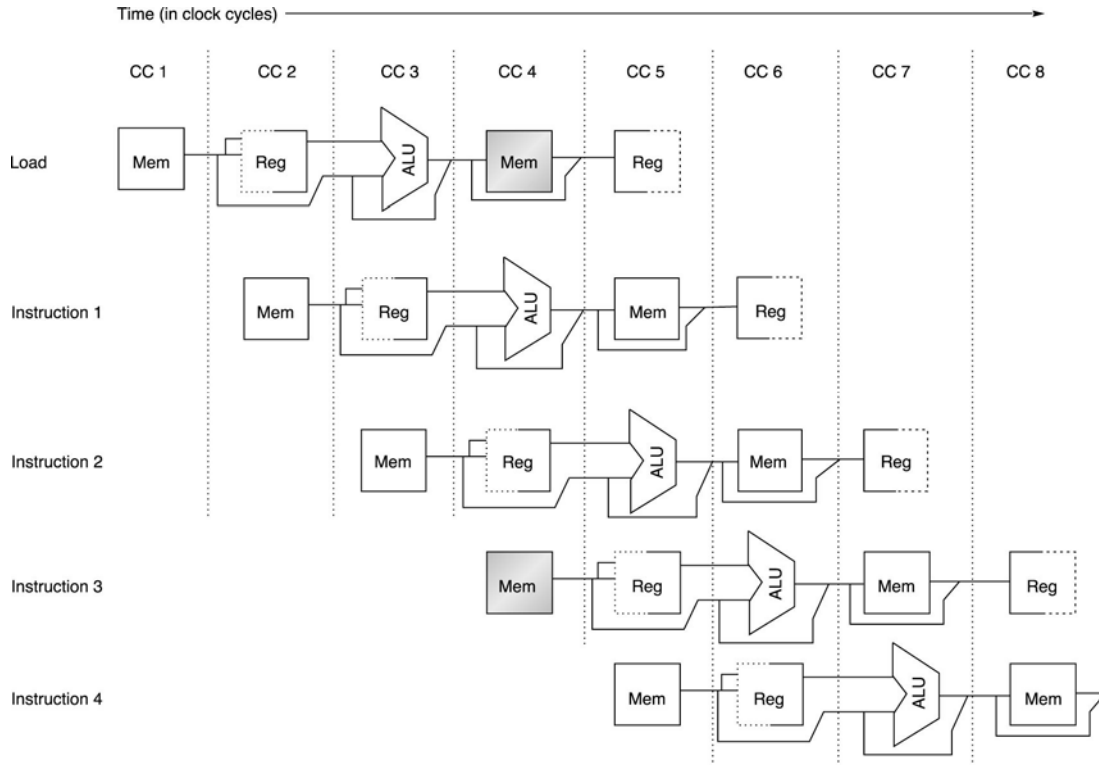 Time (in clock cycles)
CC 1 CC 2 CC 3 CC 4 CC 5 CC 6 CC 7 CC 8
Load Mem Reg ALU Mem Reg
Instruction 1 Mem Reg ALU Mem Reg
Instruction 2 Mem Reg ALU Mem Reg
Instruction 3 Mem Reg ALU Mem Reg
Instruction 4 Mem Reg ALU Mem